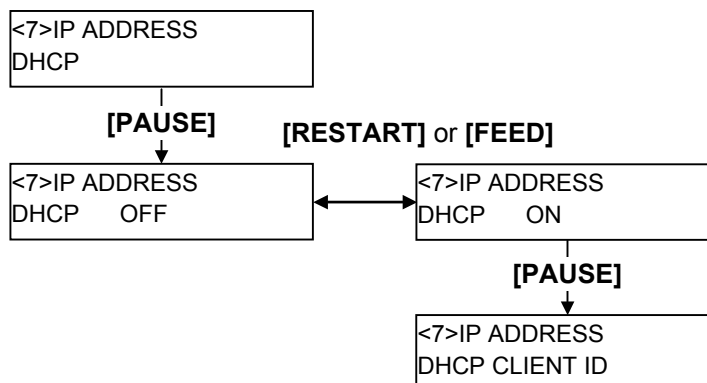 <7>IP ADDRESS
DHCP
[PAUSE]
[RESTART] or [FEED]
<7>IP ADDRESS
DHCP OFF
<7>IP ADDRESS
DHCP ON
[PAUSE]
<7>IP ADDRESS
DHCP CLIENT ID